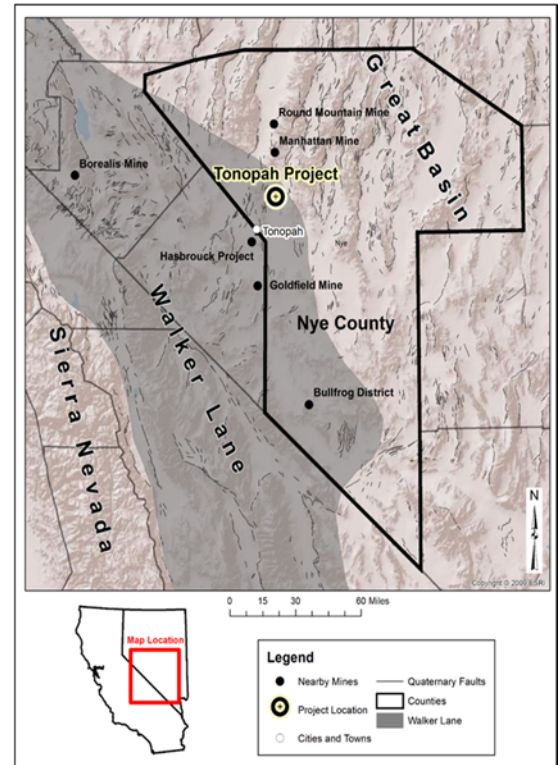 Great Basin
Round Mountain Mine
Manhattan Mine
Borealis Mine
Tonopah Project
Tonopah
Nye
Hasbrouck Project
Goldfield Mine
Walker Lane
Nye County
Sierra Nevada
Bullfrog District
N
Copyright © 2009 ESRI
0 15 30 60 Miles
Map Location
Legend
Nearby Mines
Quaternary Faults
Project Location
Counties
Walker Lane
Cities and Towns